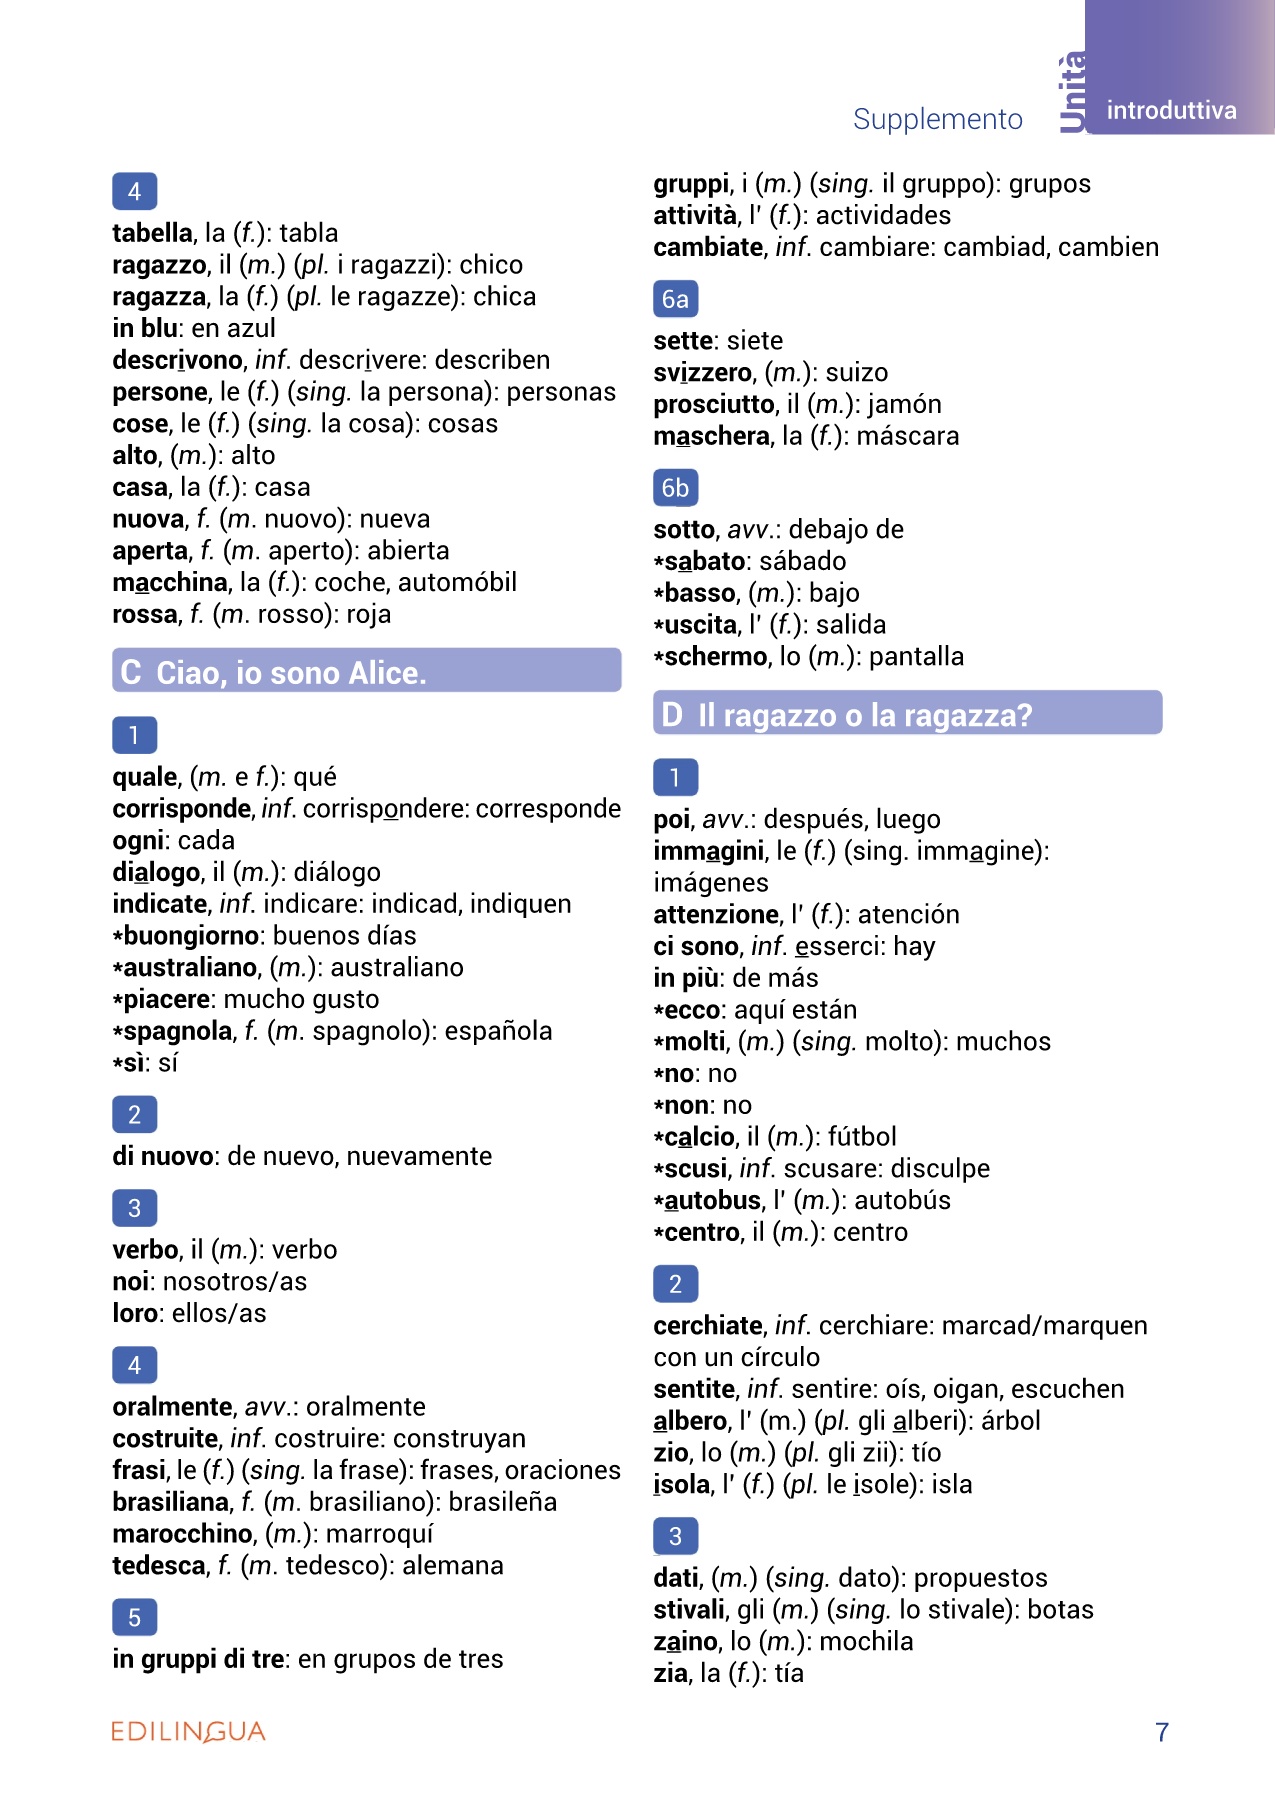 Supplemento
Unità
introduttiva
4
tabella, la (f.): tabla
ragazzo, il (m.) (pl. i ragazzi): chico
ragazza, la (f.) (pl. le ragazze): chica
in blu: en azul
descrivono, inf. descrivere: describen
persone, le (f.) (sing. la persona): personas
cose, le (f.) (sing. la cosa): cosas
alto, (m.): alto
casa, la (f.): casa
nuova, f. (m. nuovo): nueva
aperta, f. (m. aperto): abierta
macchina, la (f.): coche, automóbil
rossa, f. (m. rosso): roja
C Ciao, io sono Alice.
1
quale, (m. e f.): qué
corrisponde, inf. corrispondere: corresponde
ogni: cada
dialogo, il (m.): diálogo
indicate, inf. indicare: indicad, indiquen
*buongiorno: buenos días
*australiano, (m.): australiano
*piacere: mucho gusto
*spagnola, f. (m. spagnolo): española
*sì: sí
2
di nuovo: de nuevo, nuevamente
3
verbo, il (m.): verbo
noi: nosotros/as
loro: ellos/as
4
oralmente, avv.: oralmente
costruite, inf. costruire: construyan
frasi, le (f.) (sing. la frase): frases, oraciones
brasiliana, f. (m. brasiliano): brasileña
marocchino, (m.): marroquí
tedesca, f. (m. tedesco): alemana
5
in gruppi di tre: en grupos de tres
gruppi, i (m.) (sing. il gruppo): grupos
attività, l' (f.): actividades
cambiate, inf. cambiare: cambiad, cambien
6a
sette: siete
svizzero, (m.): suizo
prosciutto, il (m.): jamón
maschera, la (f.): máscara
6b
sotto, avv.: debajo de
*sabato: sábado
*basso, (m.): bajo
*uscita, l' (f.): salida
*schermo, lo (m.): pantalla
D Il ragazzo o la ragazza?
1
poi, avv.: después, luego
immagini, le (f.) (sing. immagine):
imágenes
attenzione, l' (f.): atención
ci sono, inf. esserci: hay
in più: de más
*ecco: aquí están
*molti, (m.) (sing. molto): muchos
*no: no
*non: no
*calcio, il (m.): fútbol
*scusi, inf. scusare: disculpe
*autobus, l' (m.): autobús
*centro, il (m.): centro
2
cerchiate, inf. cerchiare: marcad/marquen
con un círculo
sentite, inf. sentire: oís, oigan, escuchen
albero, l' (m.) (pl. gli alberi): árbol
zio, lo (m.) (pl. gli zii): tío
isola, l' (f.) (pl. le isole): isla
3
dati, (m.) (sing. dato): propuestos
stivali, gli (m.) (sing. lo stivale): botas
zaino, lo (m.): mochila
zia, la (f.): tía
EDILINGUA
7